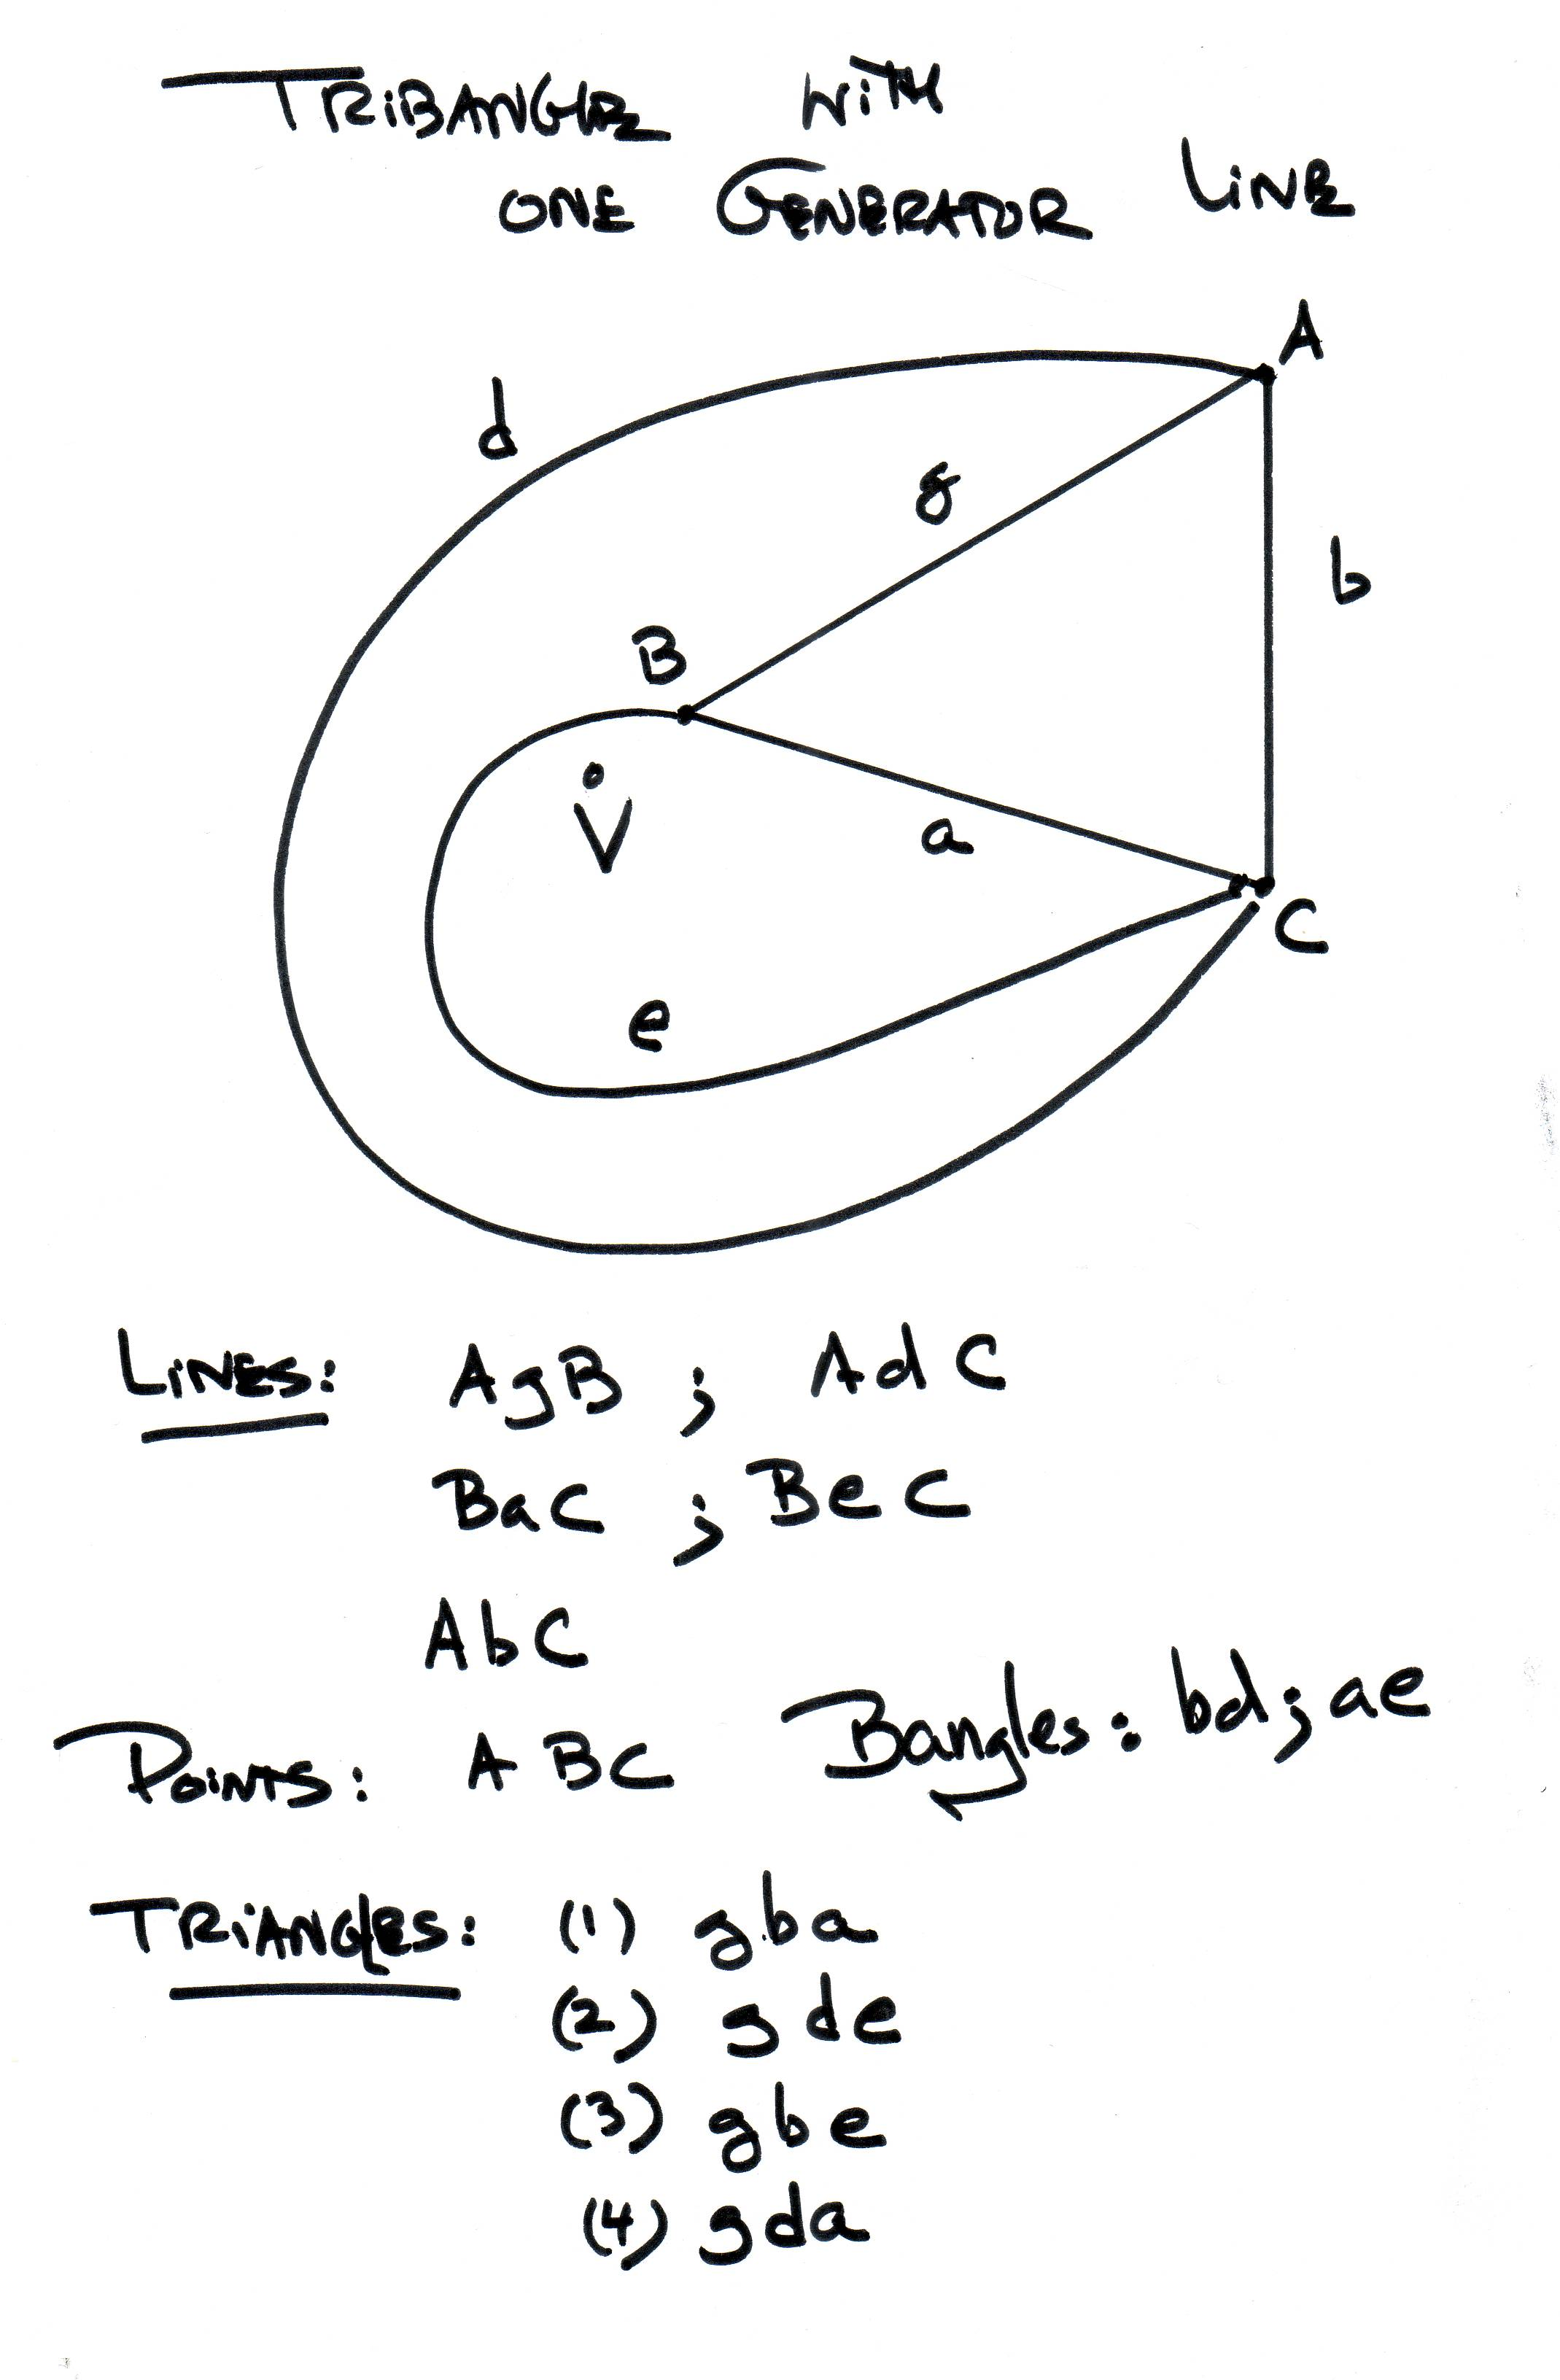 TRiBANGLE WiTH
ONE GENERATOR LiNE
A
d
g
b
B
V
a
C
e
LiNES: AgB ; AdC
BaC ; BeC
AbC
Bangles: bd; ae
POiNTS: A BC
TRiANGLES: (1) gba
(2) gde
(3) gbe
(4) gda